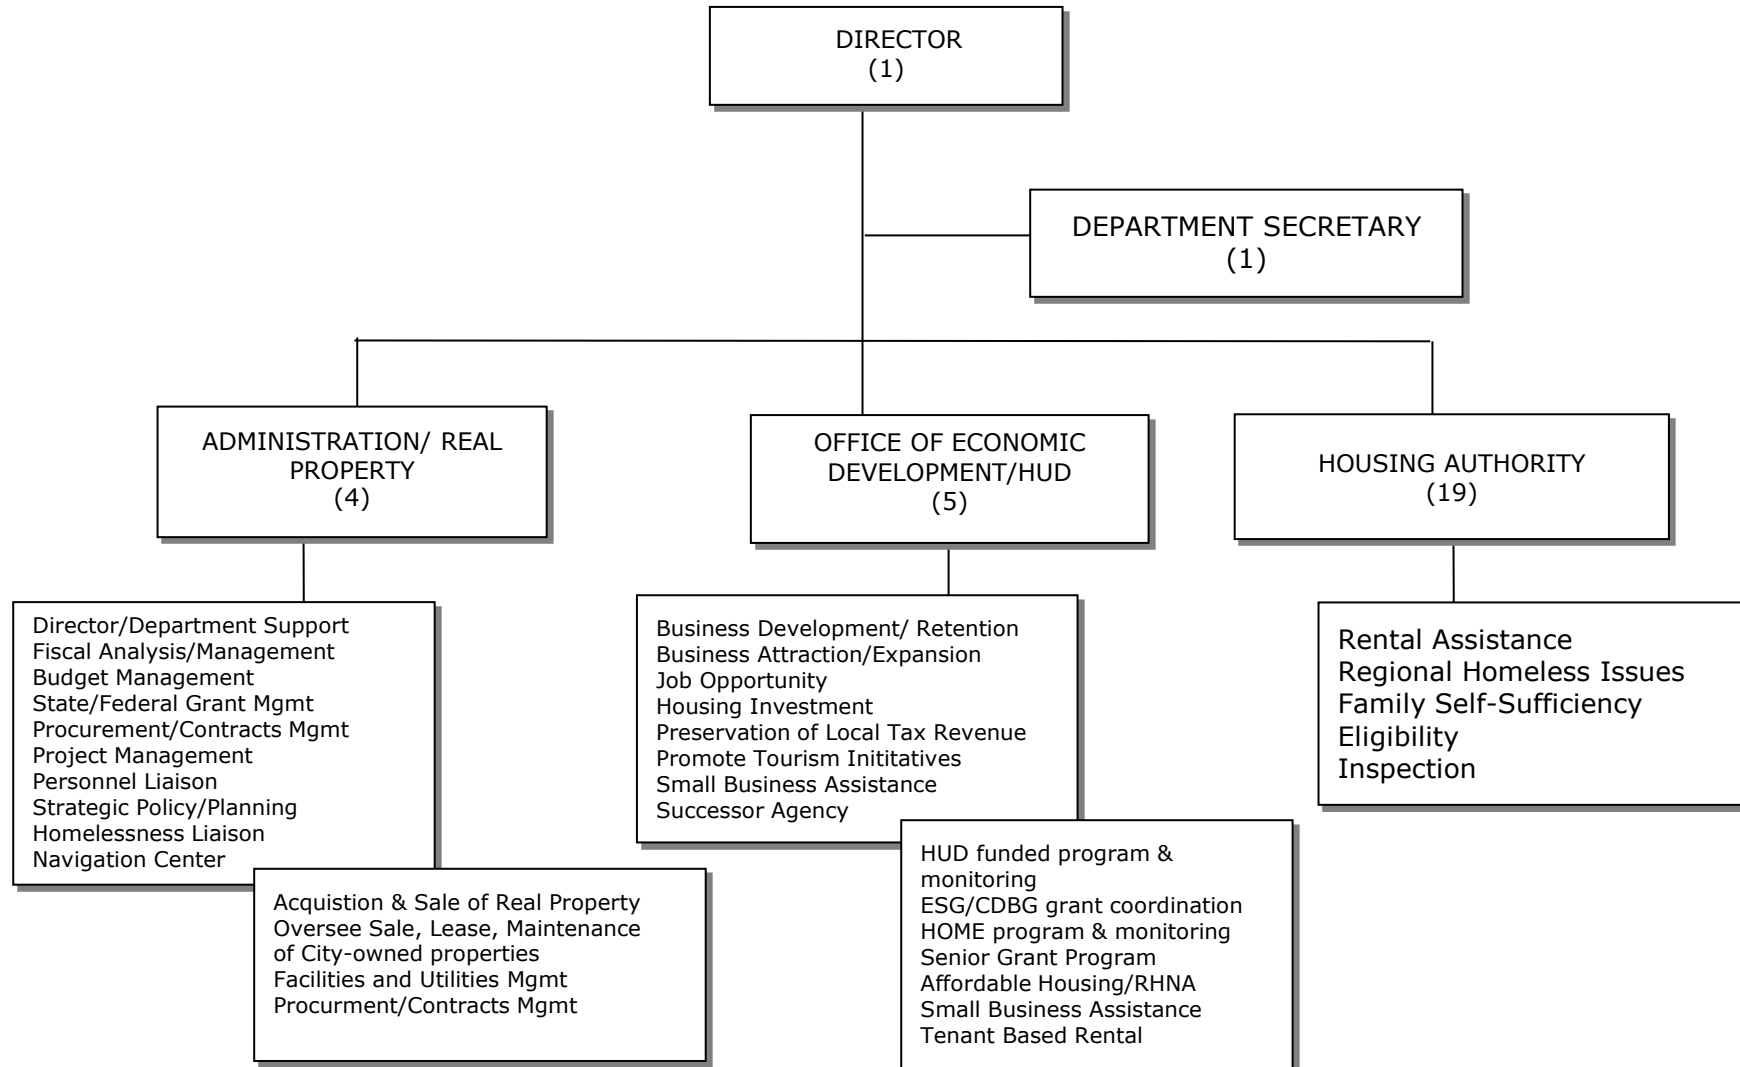 DIRECTOR
(1)
DEPARTMENT SECRETARY
(1)
ADMINISTRATION/ REAL
PROPERTY
(4)
OFFICE OF ECONOMIC
DEVELOPMENT/HUD
(5)
HOUSING AUTHORITY
(19)
Director/Department Support
Fiscal Analysis/Management
Budget Management
State/Federal Grant Mgmt
Procurement/Contracts Mgmt
Project Management
Personnel Liaison
Strategic Policy/Planning
Homelessness Liaison
Navigation Center
Acquistion & Sale of Real Property
Oversee Sale, Lease, Maintenance
of City-owned properties
Facilities and Utilities Mgmt
Procurment/Contracts Mgmt
Business Development/ Retention
Business Attraction/Expansion
Job Opportunity
Housing Investment
Preservation of Local Tax Revenue
Promote Tourism Inititatives
Small Business Assistance
Successor Agency
HUD funded program &
monitoring
ESG/CDBG grant coordination
HOME program & monitoring
Senior Grant Program
Affordable Housing/RHNA
Small Business Assistance
Tenant Based Rental
Rental Assistance
Regional Homeless Issues
Family Self-Sufficiency
Eligibility
Inspection